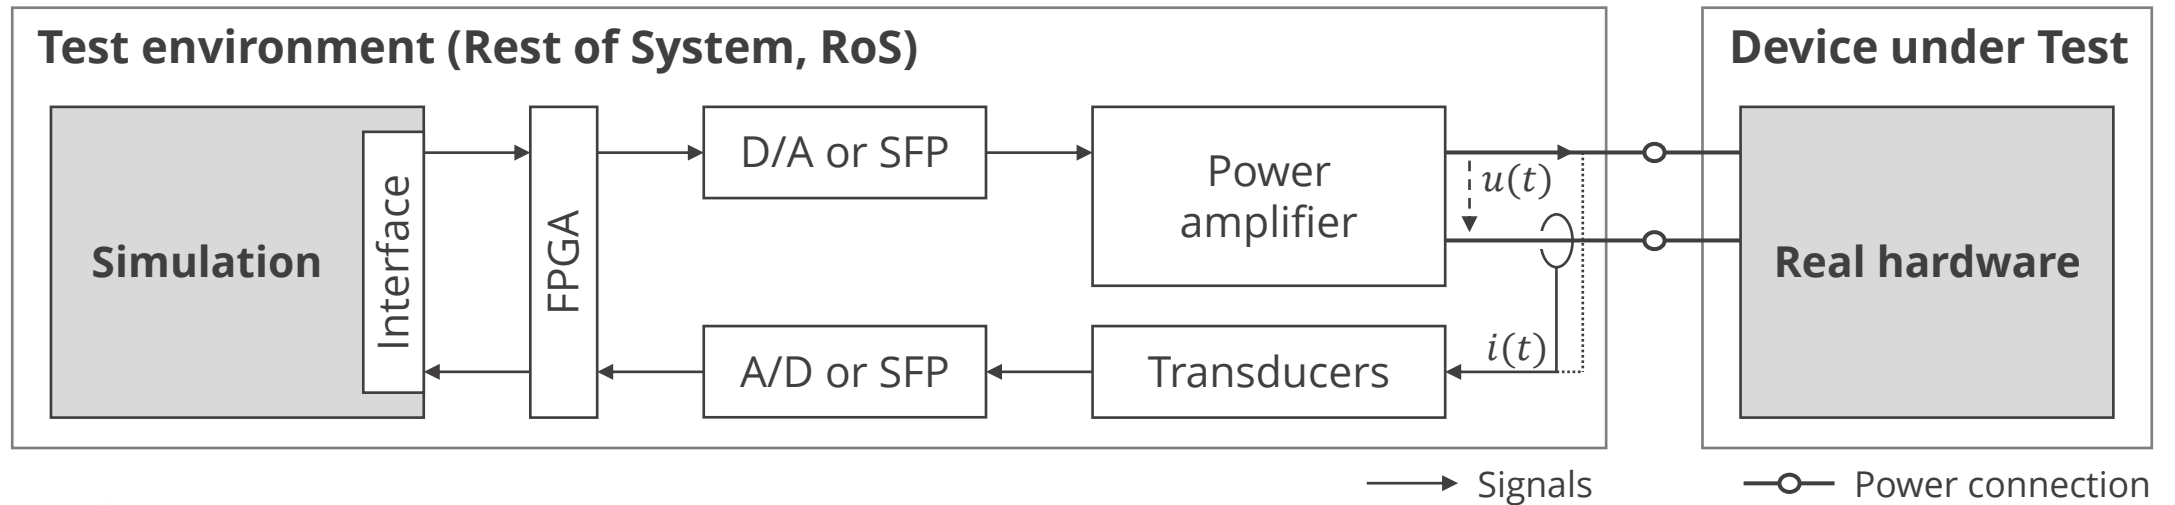 Test environment (Rest of System, RoS)
Device under Test
Simulation
Interface
FPGA
D/A or SFP
Power
amplifier
u(t)
Real hardware
A/D or SFP
Transducers
i(t)
Signals
Power connection